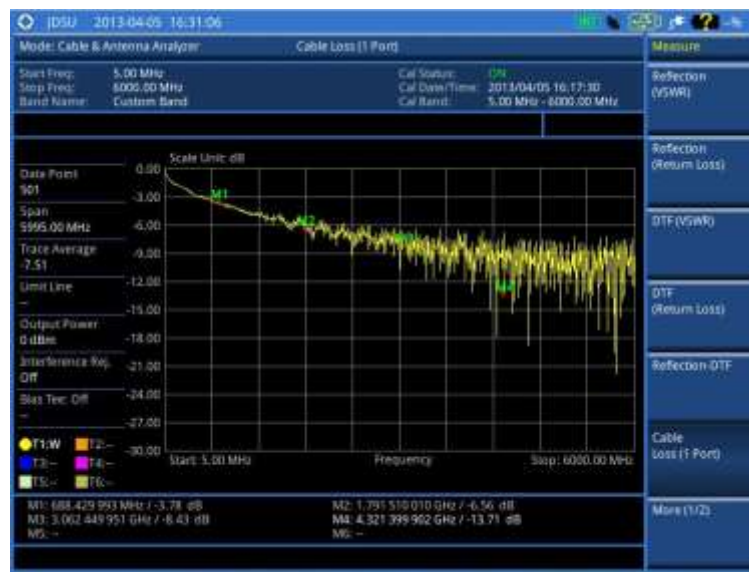 JDSU 2013-04-05 16:31:06
Mode: Cable & Antenna Analyzer Cable Loss (1 Port)
Measure
Start Freq: 5.00 MHz
Stop Freq: 6000.00 MHz
Band Name: Custom Band
Cal Status: ON
Cal Date/Time: 2013/04/05 16:17:30
Cal Band: 5.00 MHz - 6000.00 MHz
Reflection
(VSWR)
Reflection
(Return Loss)
DTF (VSWR)
DTF
(Return Loss)
Reflection-DTF
Cable
Loss (1 Port)
More (1/2)
Scale Unit: dB
Data Point
501
Span
5995.00 MHz
Trace Average
-7.51
Limit Line
--
Output Power
0 dBm
Interference Rej.
Off
Bias Tee: Off
--
T1:W T2:--
T3:-- T4:--
T5:-- T6:--
0.00
-3.00
-6.00
-9.00
-12.00
-15.00
-18.00
-21.00
-24.00
-27.00
-30.00
M1
M2
M4
Start: 5.00 MHz Frequency Stop: 6000.00 MHz
M1: 688.429 993 MHz / -3.78 dB
M2: 1.791 510 010 GHz / -6.56 dB
M3: 3.062 449 951 GHz / -8.43 dB
M4: 4.321 399 902 GHz / -13.71 dB
M5: --
M6: --